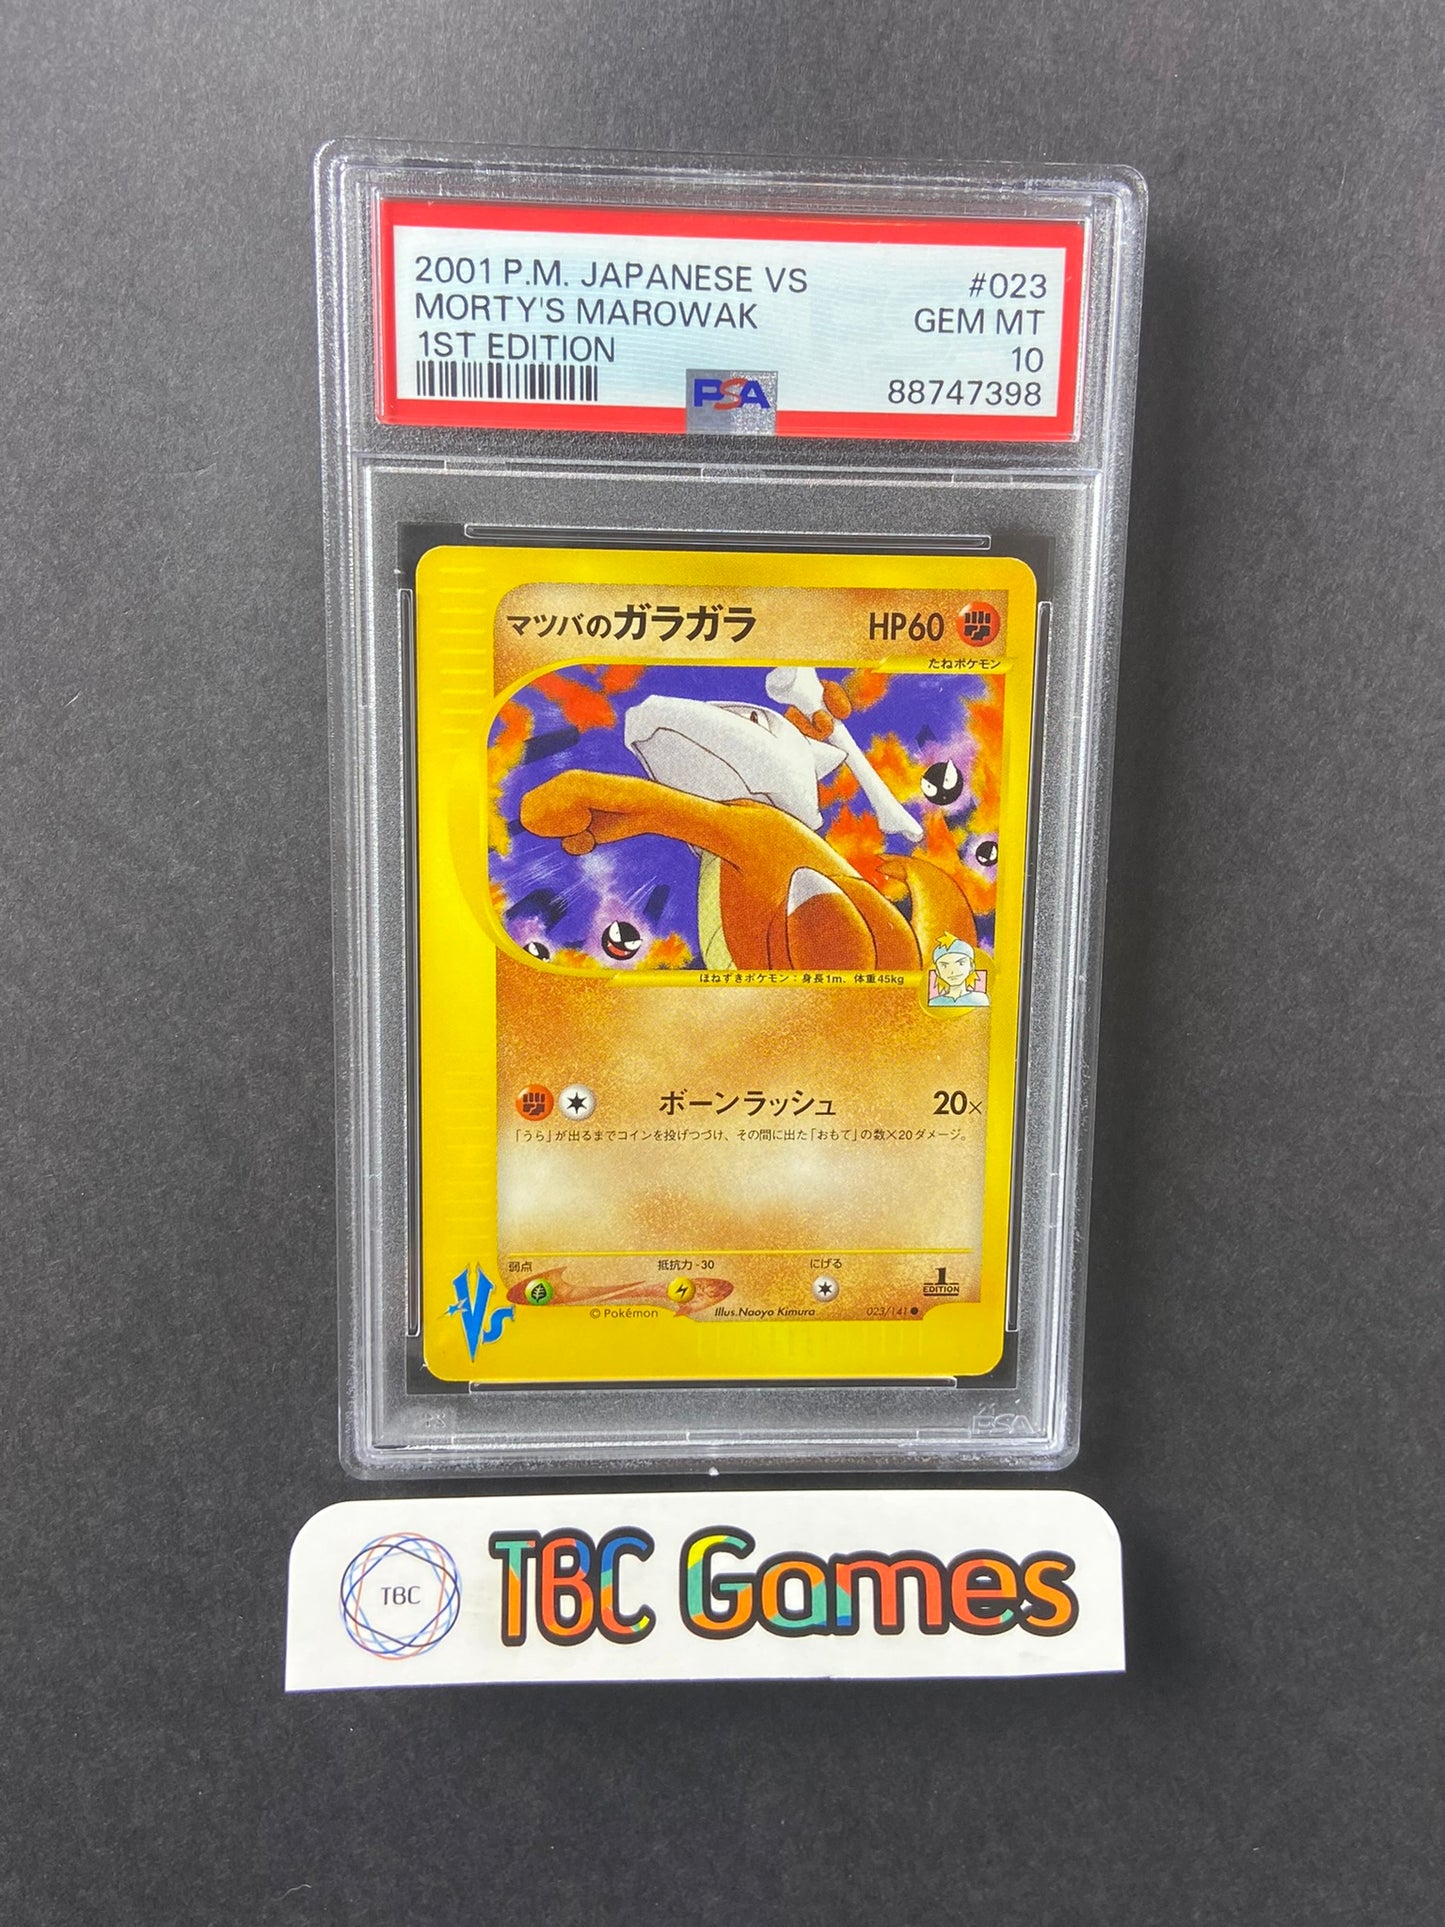 2001 P.M. JAPANESE VS #023
MORTY'S MAROWAK GEM MT
1ST EDITION 10
PSA 88747398
マツバのガラガラ HP60
たねポケモン
ほねずきポケモン：身長1m、体重45kg
ボーンラッシュ 20×
「うら」が出るまでコインを投げつづけ、その間に出た「おもて」の数×20ダメージ。
弱点 抵抗力-30 にげる
1
EDITION
VS
©Pokémon Illus.Naoyo Kimura 023/141●
PSA
TBC TBC Games